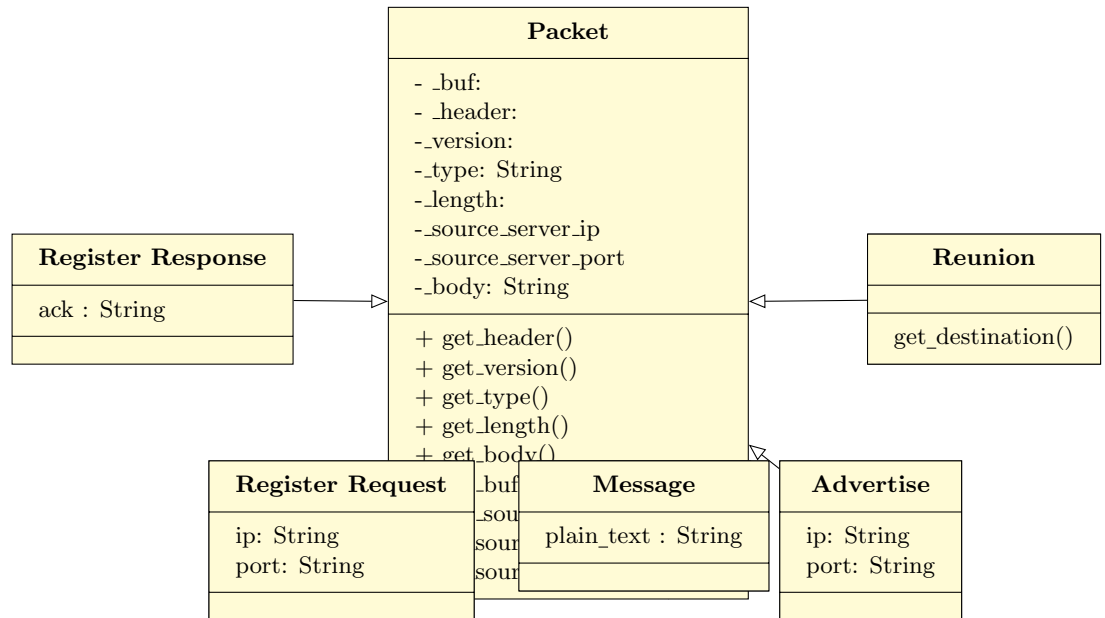 Packet
- _buf:
- _header:
-_version:
-_type: String
-_length:
-_source_server_ip
-_source_server_port
-_body: String
+ get_header()
+ get_version()
+ get_type()
+ get_length()
+ get_body()
Register Response
ack : String
Reunion
get_destination()
Register Request
ip: String
port: String
Message
plain_text : String
Advertise
ip: String
port: String